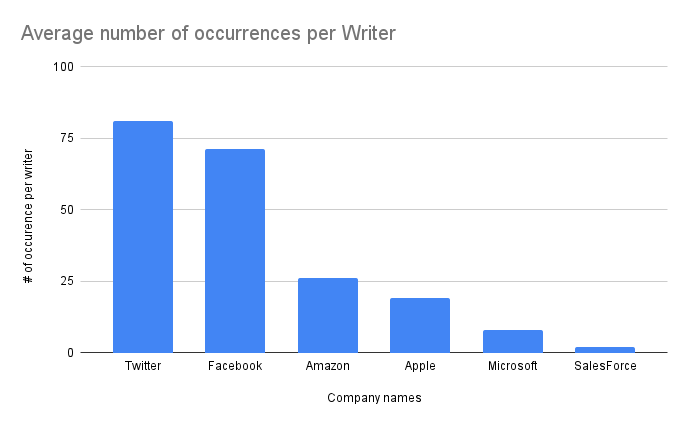 Average number of occurrences per Writer
100
75
50
25
0
# of occurence per writer
Twitter Facebook Amazon Apple Microsoft SalesForce
Company names